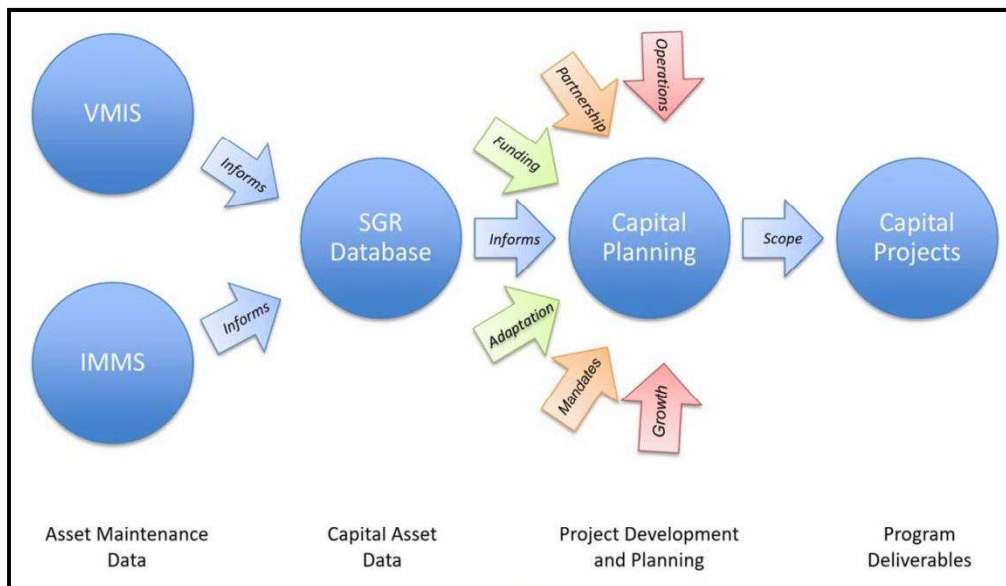 VMIS
IMMS
Informs
Informs
SGR
Database
Informs
Funding
Partnership
Operations
Adaptation
Mandates
Growth
Capital
Planning
Scope
Capital
Projects
Asset Maintenance
Data
Capital Asset
Data
Project Development
and Planning
Program
Deliverables